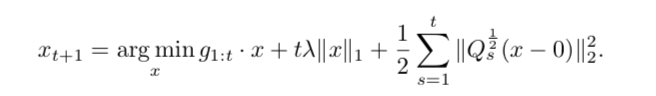 x_{t+1} = \arg\min_x g_{1:t} \cdot x + t\lambda\|x\|_1 + \frac{1}{2} \sum_{s=1}^{t} \|Q_s^{\frac{1}{2}}(x - 0)\|_2^2.